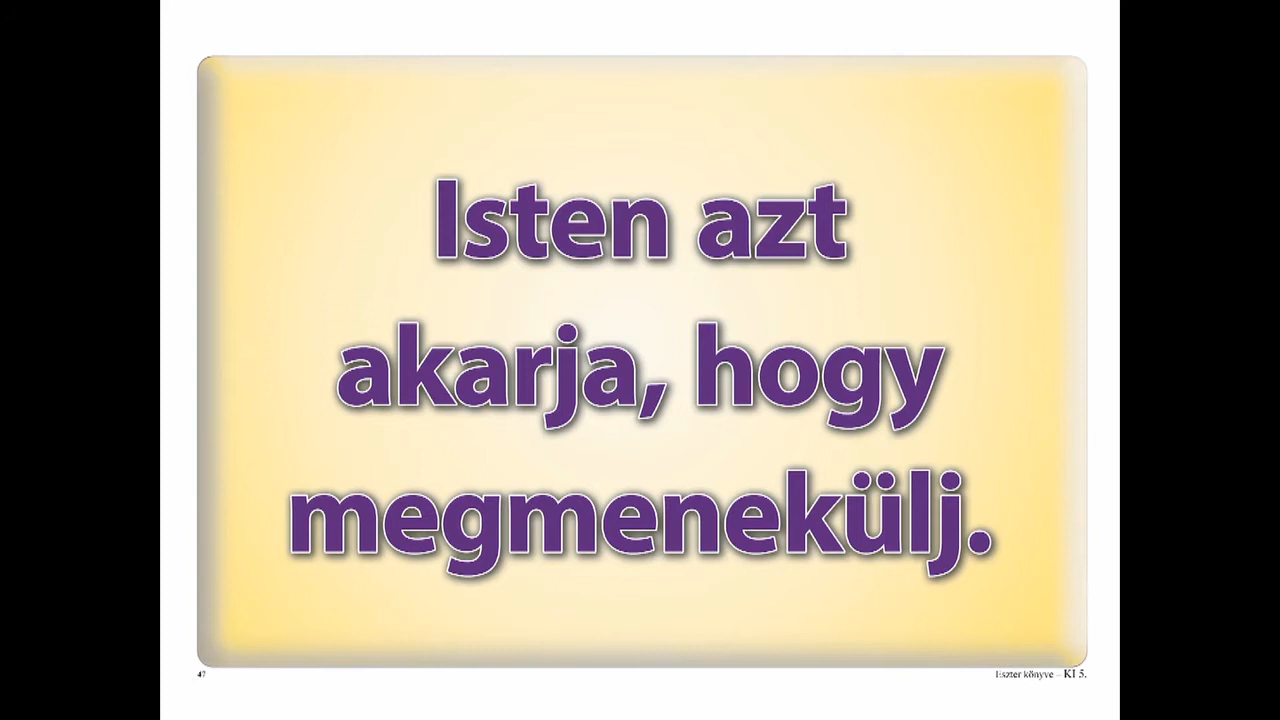 Isten azt
akarja, hogy
megmenekülj.
47
Eszter könyve – KI 5.